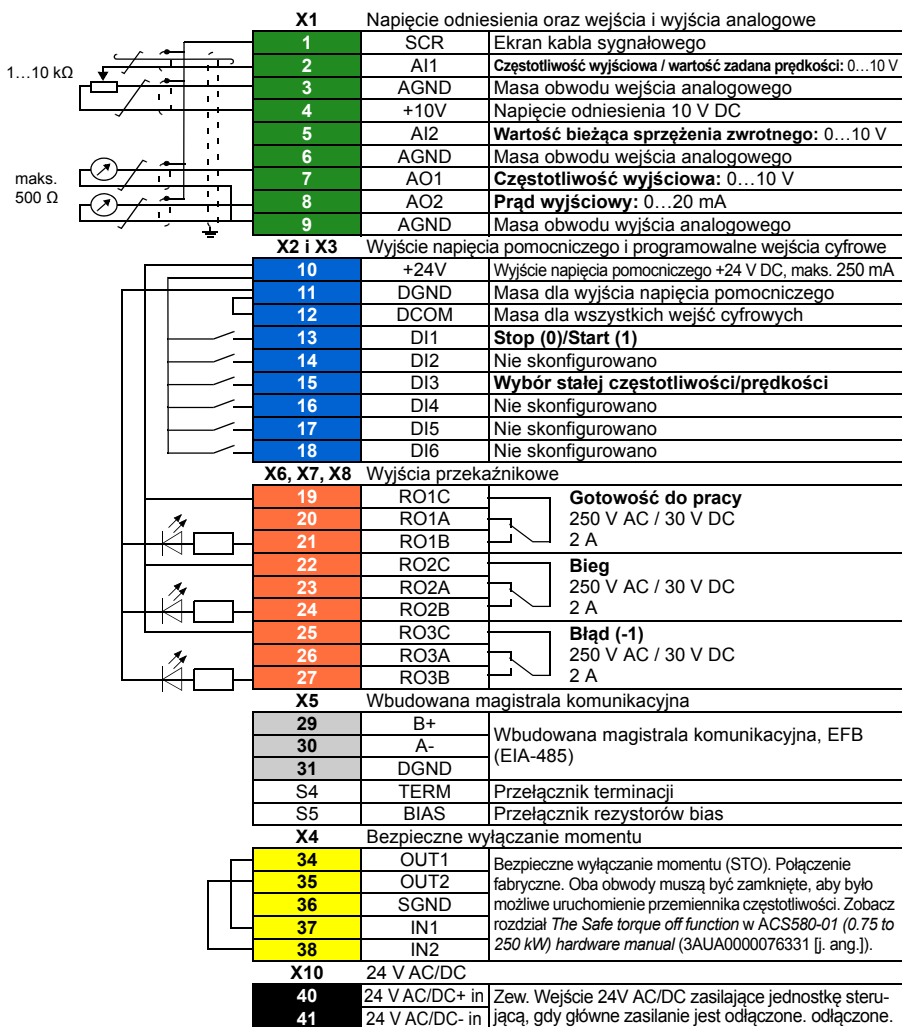 X1 Napięcie odniesienia oraz wejścia i wyjścia analogowe
1 SCR Ekran kabla sygnałowego
1…10 kΩ
2 AI1 Częstotliwość wyjściowa / wartość zadana prędkości: 0…10 V
3 AGND Masa obwodu wejścia analogowego
4 +10V Napięcie odniesienia 10 V DC
5 AI2 Wartość bieżąca sprzężenia zwrotnego: 0…10 V
6 AGND Masa obwodu wejścia analogowego
maks.
500 Ω
7 AO1 Częstotliwość wyjściowa: 0…10 V
8 AO2 Prąd wyjściowy: 0…20 mA
9 AGND Masa obwodu wyjścia analogowego
X2 i X3 Wyjście napięcia pomocniczego i programowalne wejścia cyfrowe
10 +24V Wyjście napięcia pomocniczego +24 V DC, maks. 250 mA
11 DGND Masa dla wyjścia napięcia pomocniczego
12 DCOM Masa dla wszystkich wejść cyfrowych
13 DI1 Stop (0)/Start (1)
14 DI2 Nie skonfigurowano
15 DI3 Wybór stałej częstotliwości/prędkości
16 DI4 Nie skonfigurowano
17 DI5 Nie skonfigurowano
18 DI6 Nie skonfigurowano
X6, X7, X8 Wyjścia przekaźnikowe
19 RO1C Gotowość do pracy
20 RO1A 250 V AC / 30 V DC
21 RO1B 2 A
22 RO2C Bieg
23 RO2A 250 V AC / 30 V DC
24 RO2B 2 A
25 RO3C Błąd (-1)
26 RO3A 250 V AC / 30 V DC
27 RO3B 2 A
X5 Wbudowana magistrala komunikacyjna
29 B+
30 A-
31 DGND
Wbudowana magistrala komunikacyjna, EFB
(EIA-485)
S4 TERM Przełącznik terminacji
S5 BIAS Przełącznik rezystorów bias
X4 Bezpieczne wyłączanie momentu
34 OUT1
35 OUT2
36 SGND
37 IN1
38 IN2
Bezpieczne wyłączanie momentu (STO). Połączenie
fabryczne. Oba obwody muszą być zamknięte, aby było
możliwe uruchomienie przemiennika częstotliwości. Zobacz
rozdział The Safe torque off function w ACS580-01 (0.75 to
250 kW) hardware manual (3AUA0000076331 [j. ang.]).
X10 24 V AC/DC
40 24 V AC/DC+ in
41 24 V AC/DC- in
Zew. Wejście 24V AC/DC zasilające jednostkę steru-
jącą, gdy główne zasilanie jest odłączone. odłączone.